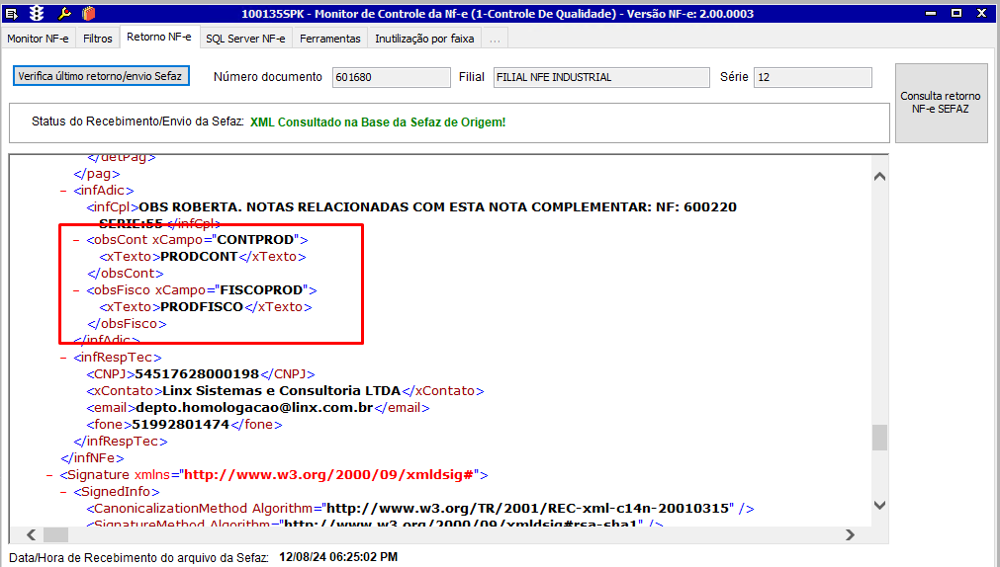 100135SPK - Monitor de Controle da Nf-e (1-Controle De Qualidade) - Versão NF-e: 2.00.0003
Monitor NF-e Filtros Retorno NF-e SQL Server NF-e Ferramentas Inutilização por faixa ...
Verifica último retorno/envio Sefaz Número documento 601680 Filial FILIAL NFE INDUSTRIAL Série 12
Consulta retorno
NF-e SEFAZ
Status do Recebimento/Envio da Sefaz: XML Consultado na Base da Sefaz de Origem!
</detPag>
</pag>
- <infAdic>
<infCpl>OBS ROBERTA. NOTAS RELACIONADAS COM ESTA NOTA COMPLEMENTAR: NF: 600220
SERIE:55 </infCpl>
- <obsCont xCampo="CONTPROD">
<xTexto>PRODCONT</xTexto>
</obsCont>
- <obsFisco xCampo="FISCOPROD">
<xTexto>PRODFISCO</xTexto>
</obsFisco>
</infAdic>
- <infRespTec>
<CNPJ>54517628000198</CNPJ>
<xContato>Linx Sistemas e Consultoria LTDA</xContato>
<email>depto.homologacao@linx.com.br</email>
<fone>51992801474</fone>
</infRespTec>
</infNFe>
- <Signature xmlns="http://www.w3.org/2000/09/xmldsig#">
- <SignedInfo>
<CanonicalizationMethod Algorithm="http://www.w3.org/TR/2001/REC-xml-c14n-20010315" />
<SignatureMethod Algorithm="http://www.w3.org/2000/09/xmldsig#rsa-sha1" />
Data/Hora de Recebimento do arquivo da Sefaz: 12/08/24 06:25:02 PM